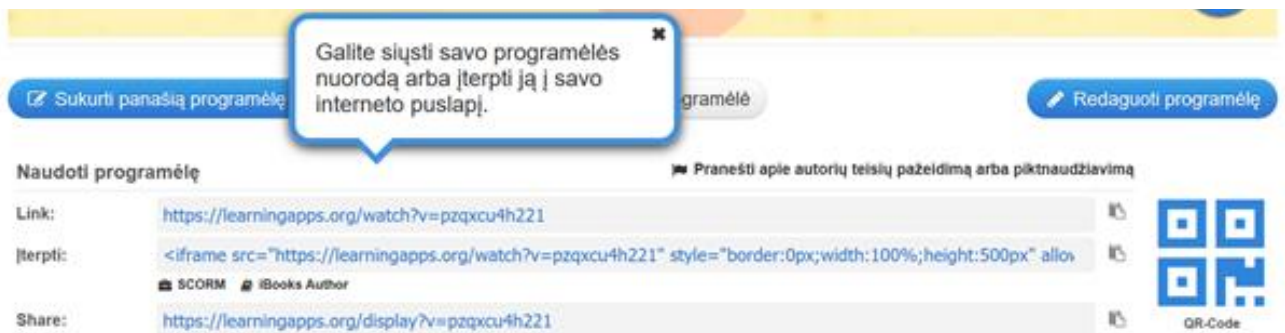 Galite siųsti savo programėlės
nuorodą arba įterpti ją į savo
interneto puslapį.
Sukurti panašią programėlę
gramėlė
Redaguoti programėlę
Naudoti programėlę
Pranešti apie autorių teisių pažeidimą arba piktnaudžiavimą
Link:
https://learningapps.org/watch?v=pzqxcu4h221
Įterpti:
<iframe src="https://learningapps.org/watch?v=pzqxcu4h221" style="border:0px;width:100%;height:500px" allow
SCORM iBooks Author
Share:
https://learningapps.org/display?v=pzqxcu4h221
QR-Code